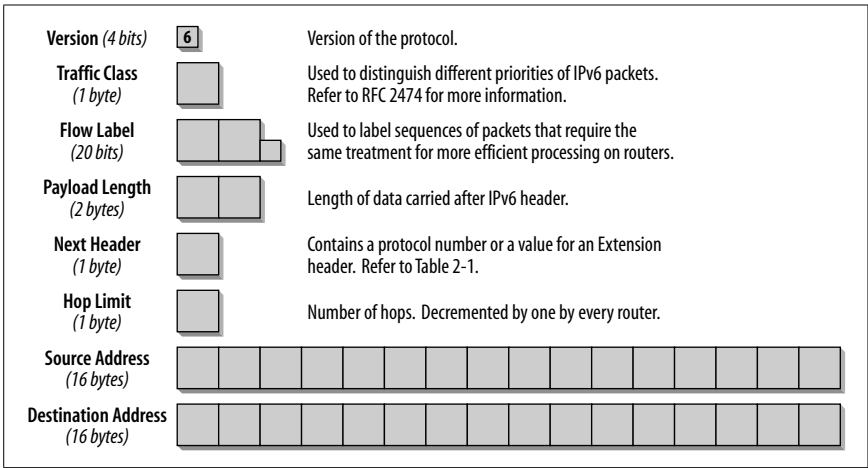 Version (4 bits)
6
Version of the protocol.
Traffic Class
(1 byte)
Used to distinguish different priorities of IPv6 packets.
Refer to RFC 2474 for more information.
Flow Label
(20 bits)
Used to label sequences of packets that require the
same treatment for more efficient processing on routers.
Payload Length
(2 bytes)
Length of data carried after IPv6 header.
Next Header
(1 byte)
Contains a protocol number or a value for an Extension
header. Refer to Table 2-1.
Hop Limit
(1 byte)
Number of hops. Decremented by one by every router.
Source Address
(16 bytes)
Destination Address
(16 bytes)